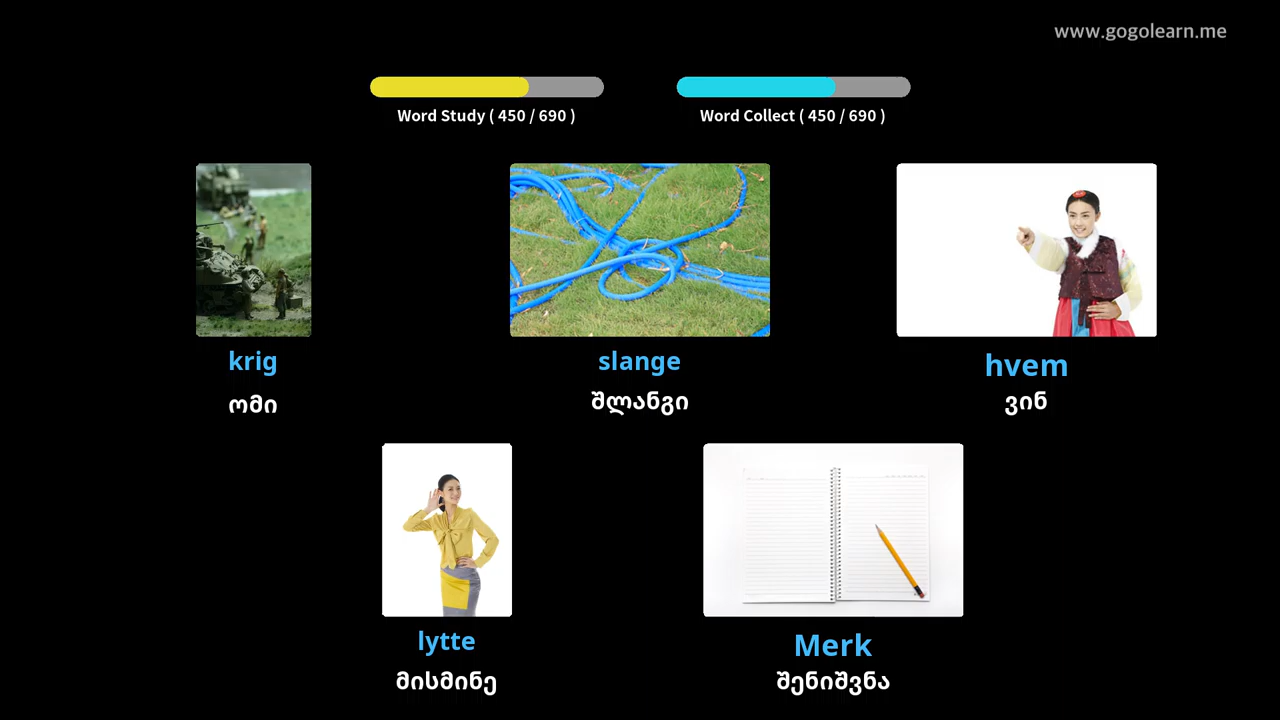 www.gogolearn.me
Word Study ( 450 / 690 )
Word Collect ( 450 / 690 )
krig
ომი
slange
შლანგი
hvem
ვინ
lytte
მისმინე
Merk
შენიშვნა